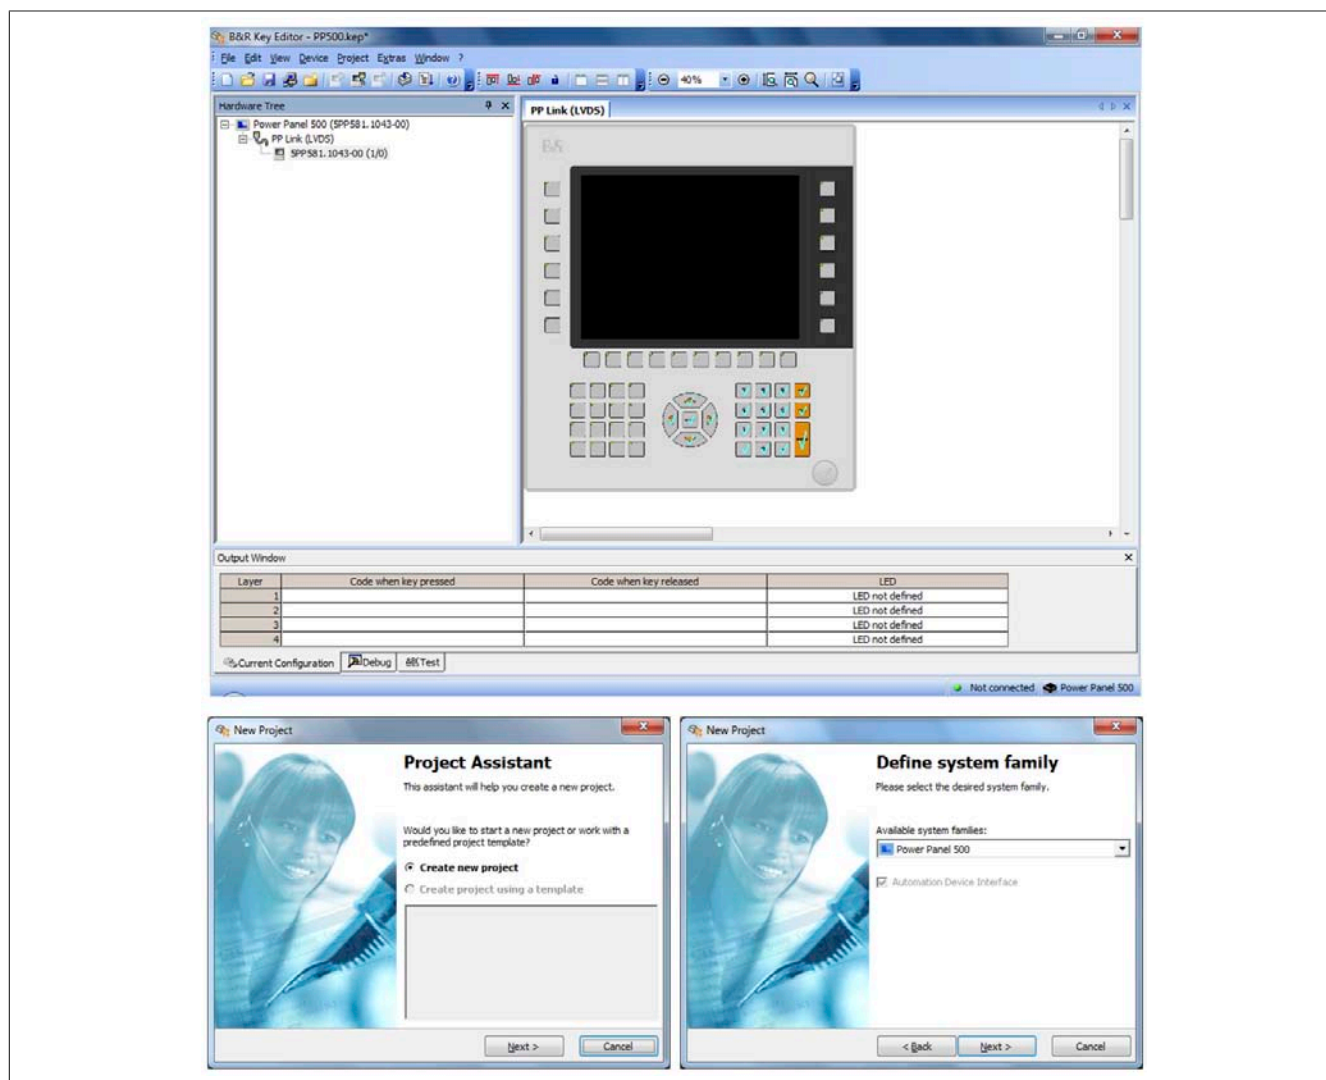 B&R Key Editor - PP500.kep*
File Edit View Device Project Extras Window ?
40%
Hardware Tree
Power Panel 500 (5PP581.1043-00)
PP Link (LVDS)
5PP581.1043-00 (1/0)
PP Link (LVDS)
B&R
Output Window
Layer Code when key pressed Code when key released LED
1 LED not defined
2 LED not defined
3 LED not defined
4 LED not defined
Current Configuration Debug Test
Not connected Power Panel 500
New Project
Project Assistant
This assistant will help you create a new project.
Would you like to start a new project or work with a
predefined project template?
Create new project
Create project using a template
Next > Cancel
New Project
Define system family
Please select the desired system family.
Available system families:
Power Panel 500
Automation Device Interface
< Back Next > Cancel